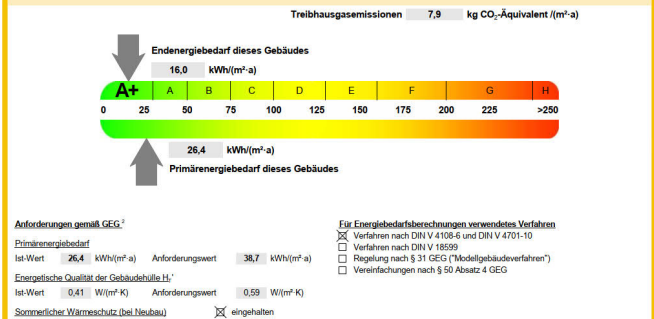 Treibhausgasemissionen 7,9 kg CO₂-Äquivalent /(m²·a)
Endenergiebedarf dieses Gebäudes
16,0 kWh/(m²·a)
A+ A B C D E F G H
0 25 50 75 100 125 150 175 200 225 >250
26,4 kWh/(m²·a)
Primärenergiebedarf dieses Gebäudes
Anforderungen gemäß GEG ²
Primärenergiebedarf
Ist-Wert 26,4 kWh/(m²·a) Anforderungswert 38,7 kWh/(m²·a)
Energetische Qualität der Gebäudehülle Hₜ'
Ist-Wert 0,41 W/(m²·K) Anforderungswert 0,59 W/(m²·K)
Sommerlicher Wärmeschutz (bei Neubau) ☒ eingehalten
Für Energiebedarfsberechnungen verwendetes Verfahren
☒ Verfahren nach DIN V 4108-6 und DIN V 4701-10
☐ Verfahren nach DIN V 18599
☐ Regelung nach § 31 GEG ("Modellgebäudeverfahren")
☐ Vereinfachungen nach § 50 Absatz 4 GEG